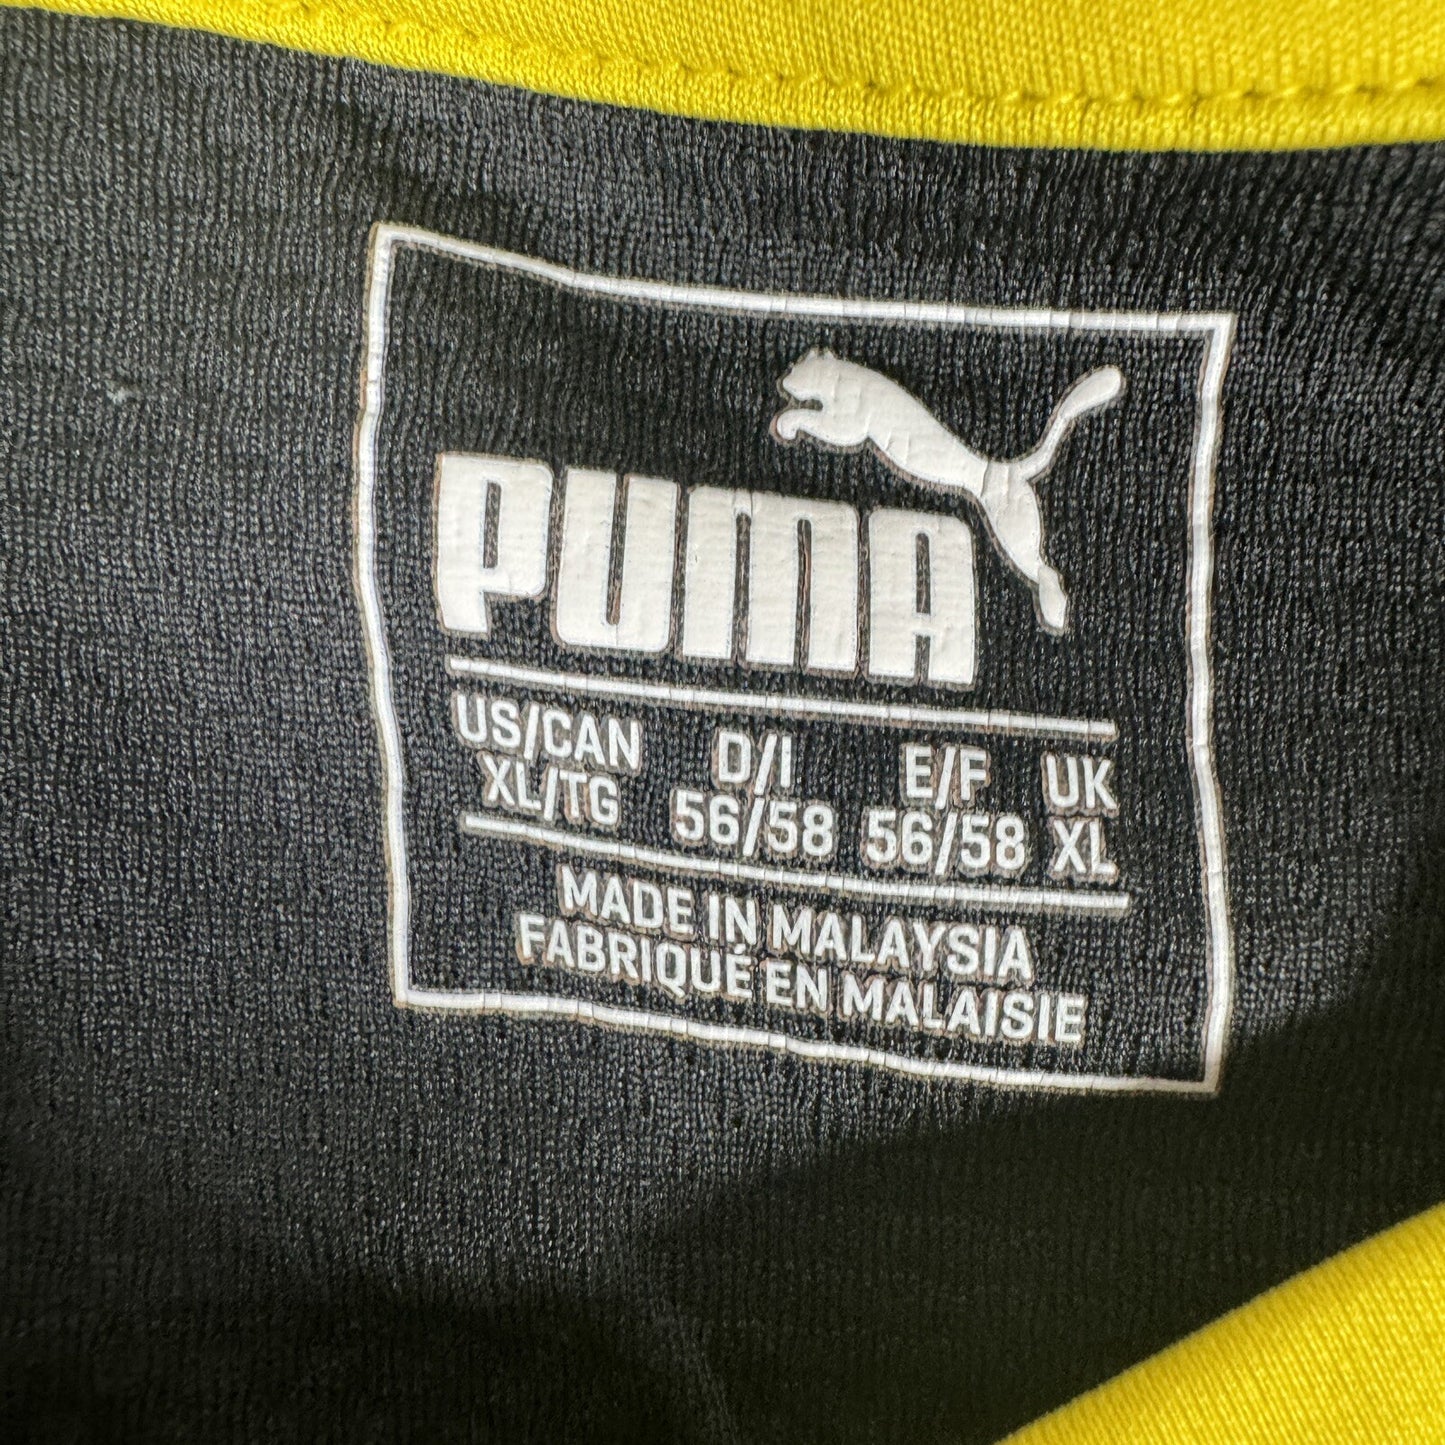 PUMA
US/CAN D/I E/F UK
XL/TG 56/58 56/58 XL
MADE IN MALAYSIA
FABRIQUÉ EN MALAISIE